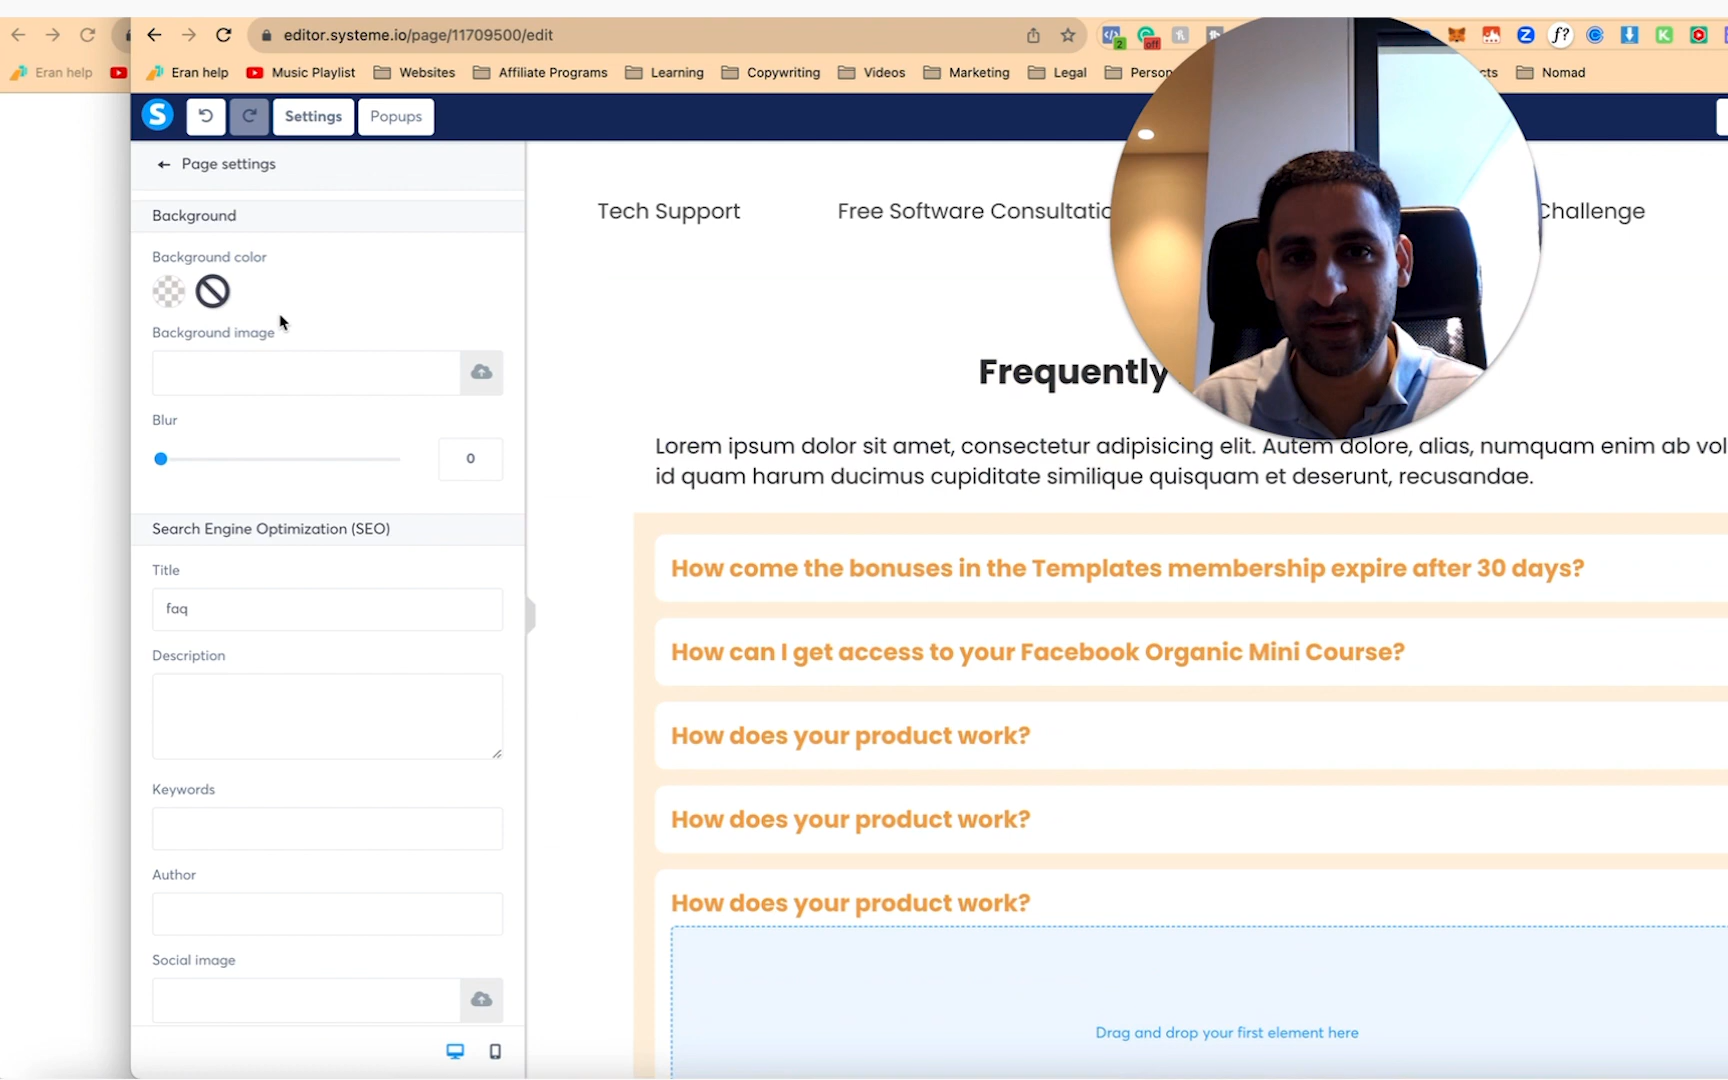 editor.systeme.io/page/11709500/edit
2
off
f?
Eran help
Eran help
Music Playlist
Websites
Affiliate Programs
Learning
Copywriting
Videos
Marketing
Legal
Nomad
S
Settings
Popups
Page settings
Background
Background color
Background image
Blur
0
Search Engine Optimization (SEO)
Title
faq
Description
Keywords
Author
Social image
Tech Support
Free Software
Challenge
Frequently
Lorem ipsum dolor sit amet, consectetur adipisicing elit. Autem dolore, alias, numquam enim ab
id quam harum ducimus cupiditate similique quisquam et deserunt, recusandae.
How come the bonuses in the Templates membership expire after 30 days?
How can I get access to your Facebook Organic Mini Course?
How does your product work?
How does your product work?
How does your product work?
Drag and drop your first element here